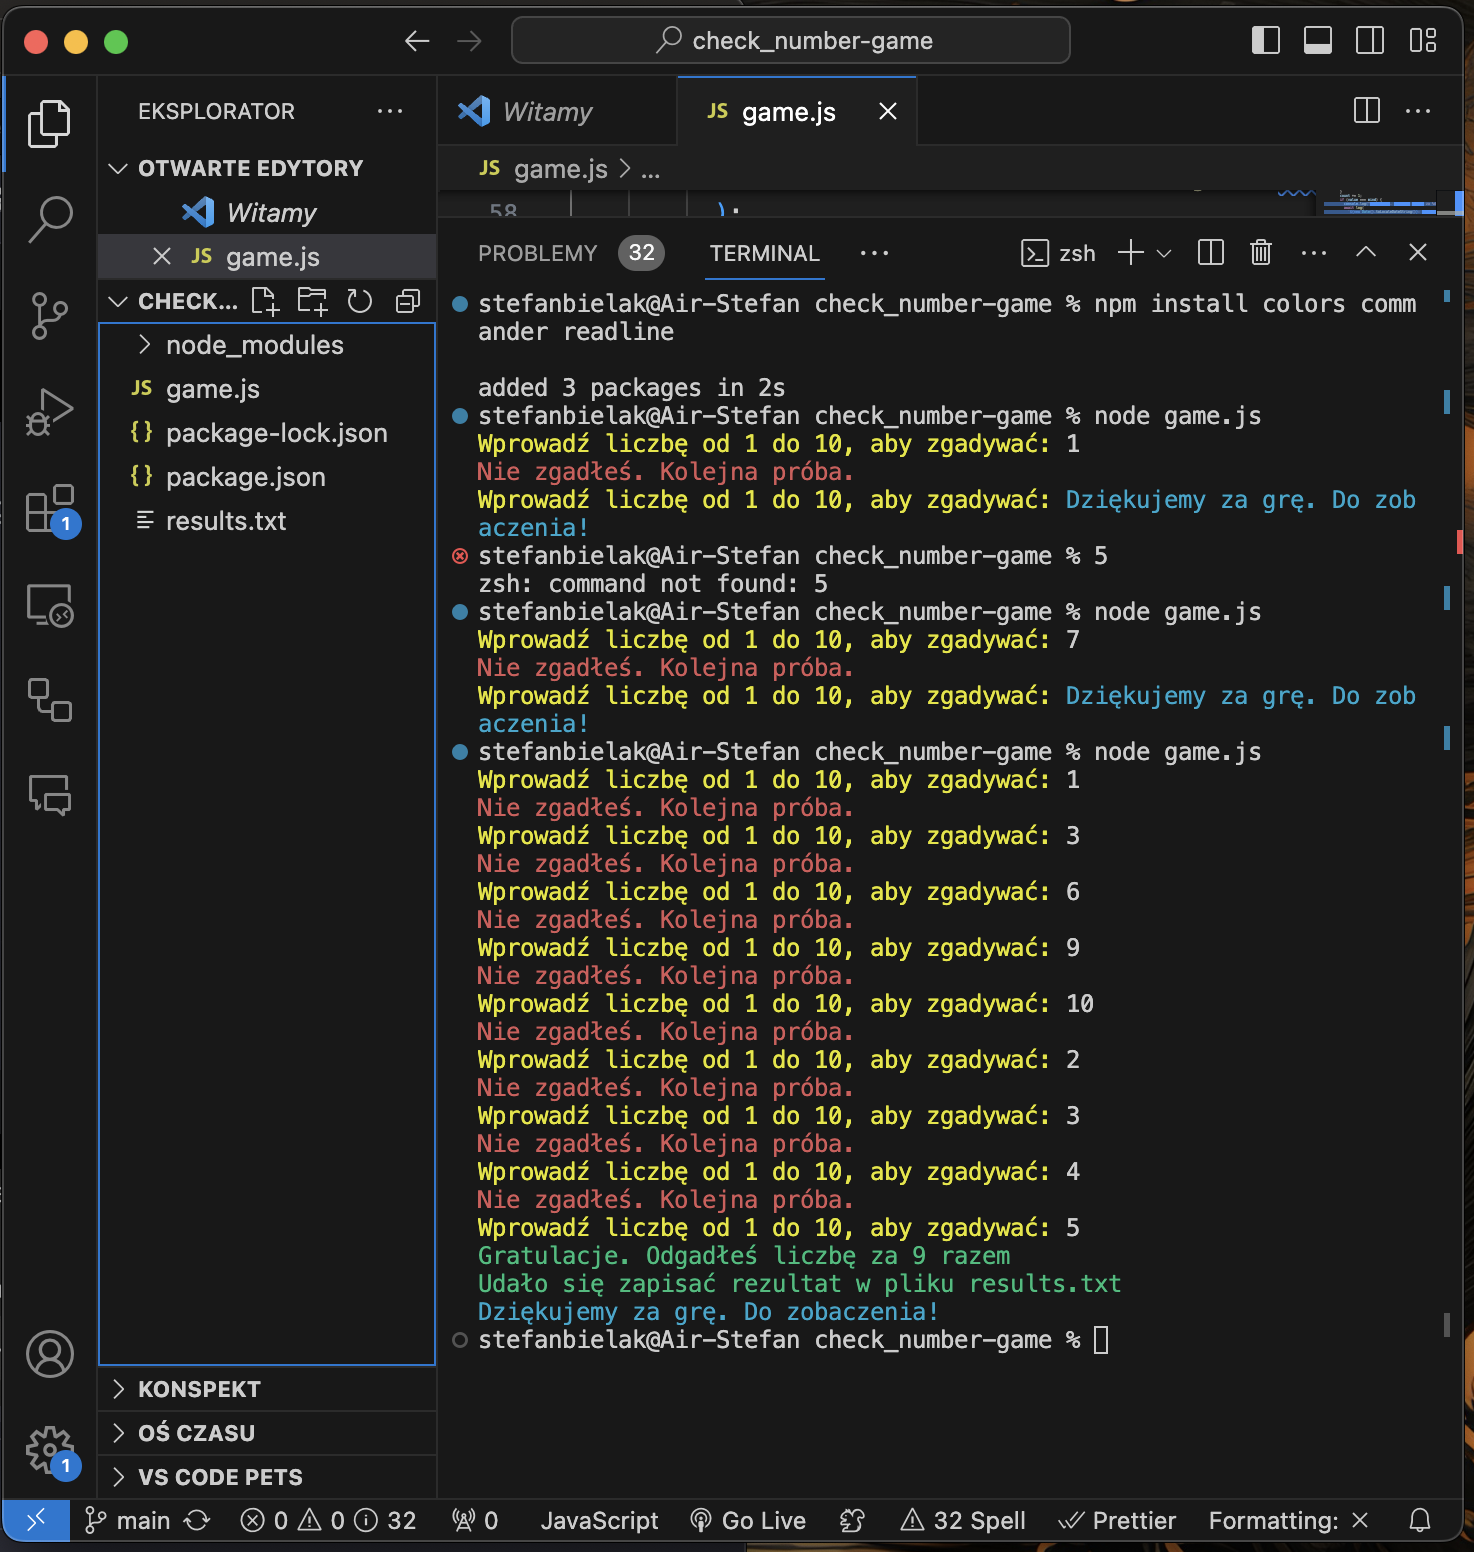 check_number-game
EKSPLORATOR
OTWARTE EDYTORY
Witamy
JS game.js
CHECK...
node_modules
JS game.js
{} package-lock.json
{} package.json
results.txt
KONSPEKT
OŚ CZASU
VS CODE PETS
1
1
Witamy
JS game.js
JS game.js > ...
58 );
PROBLEMY 32 TERMINAL ... zsh
stefanbielak@Air-Stefan check_number-game % npm install colors comm
ander readline
added 3 packages in 2s
stefanbielak@Air-Stefan check_number-game % node game.js
Wprowadź liczbę od 1 do 10, aby zgadywać: 1
Nie zgadłeś. Kolejna próba.
Wprowadź liczbę od 1 do 10, aby zgadywać: Dziękujemy za grę. Do zob
aczenia!
stefanbielak@Air-Stefan check_number-game % 5
zsh: command not found: 5
stefanbielak@Air-Stefan check_number-game % node game.js
Wprowadź liczbę od 1 do 10, aby zgadywać: 7
Nie zgadłeś. Kolejna próba.
Wprowadź liczbę od 1 do 10, aby zgadywać: Dziękujemy za grę. Do zob
aczenia!
stefanbielak@Air-Stefan check_number-game % node game.js
Wprowadź liczbę od 1 do 10, aby zgadywać: 1
Nie zgadłeś. Kolejna próba.
Wprowadź liczbę od 1 do 10, aby zgadywać: 3
Nie zgadłeś. Kolejna próba.
Wprowadź liczbę od 1 do 10, aby zgadywać: 6
Nie zgadłeś. Kolejna próba.
Wprowadź liczbę od 1 do 10, aby zgadywać: 9
Nie zgadłeś. Kolejna próba.
Wprowadź liczbę od 1 do 10, aby zgadywać: 10
Nie zgadłeś. Kolejna próba.
Wprowadź liczbę od 1 do 10, aby zgadywać: 2
Nie zgadłeś. Kolejna próba.
Wprowadź liczbę od 1 do 10, aby zgadywać: 3
Nie zgadłeś. Kolejna próba.
Wprowadź liczbę od 1 do 10, aby zgadywać: 4
Nie zgadłeś. Kolejna próba.
Wprowadź liczbę od 1 do 10, aby zgadywać: 5
Gratulacje. Odgadłeś liczbę za 9 razem
Udało się zapisać rezultat w pliku results.txt
Dziękujemy za grę. Do zobaczenia!
stefanbielak@Air-Stefan check_number-game %
main 0 0 32 0 JavaScript Go Live 32 Spell Prettier Formatting: ×